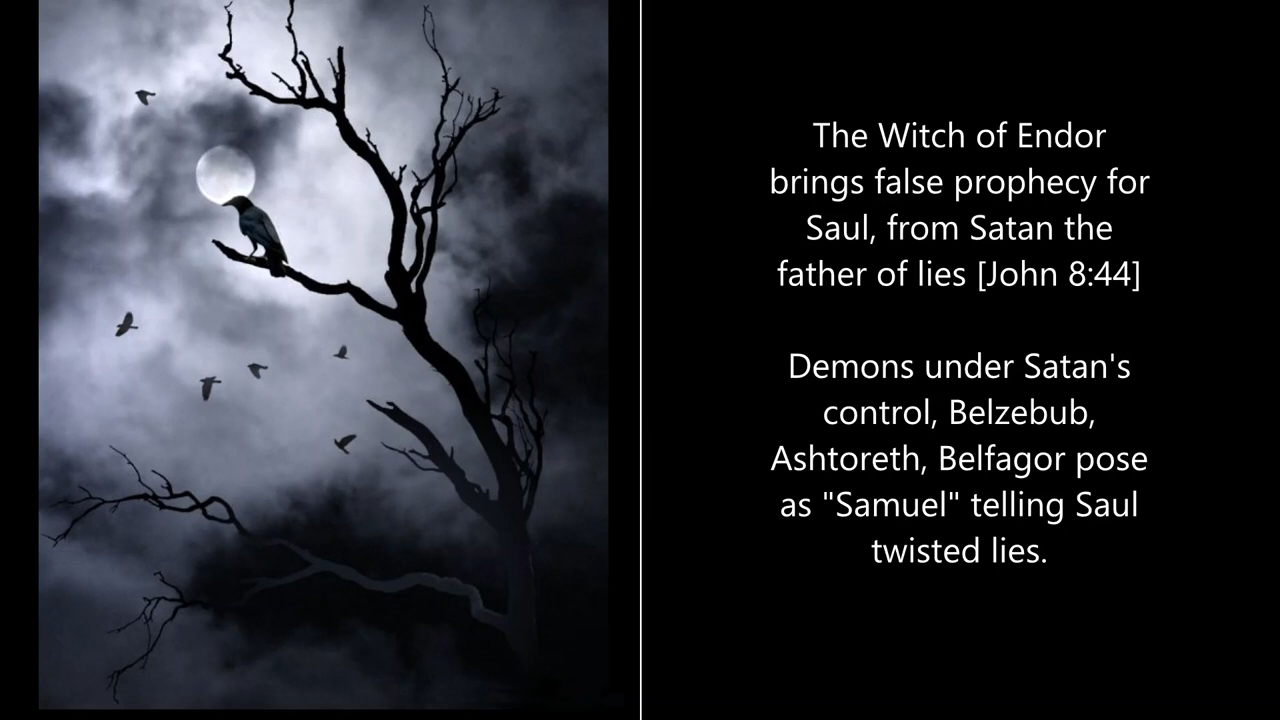 The Witch of Endor
brings false prophecy for
Saul, from Satan the
father of lies [John 8:44]
Demons under Satan's
control, Belzebub,
Ashtoreth, Belfagor pose
as "Samuel" telling Saul
twisted lies.